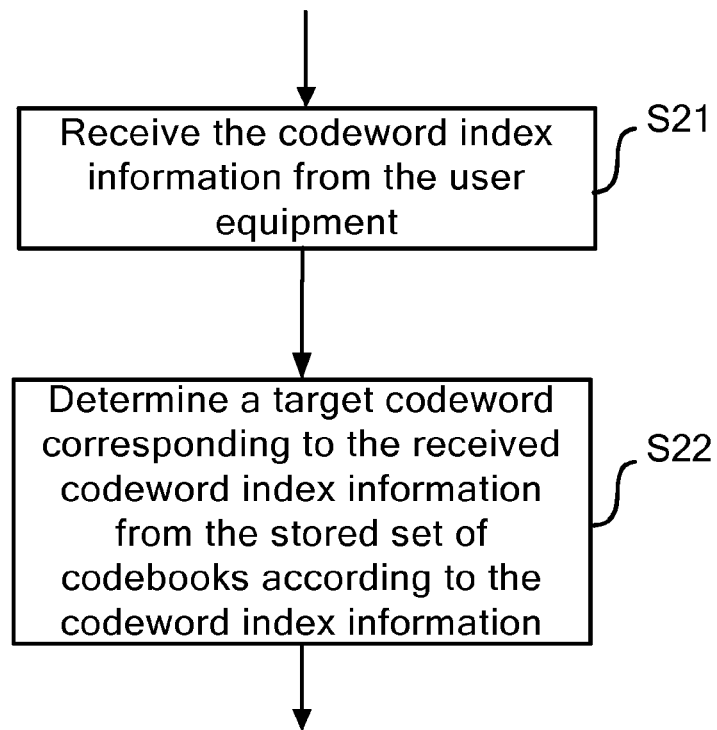 Receive the codeword index
information from the user
equipment
S21
Determine a target codeword
corresponding to the received
codeword index information
from the stored set of
codebooks according to the
codeword index information
S22